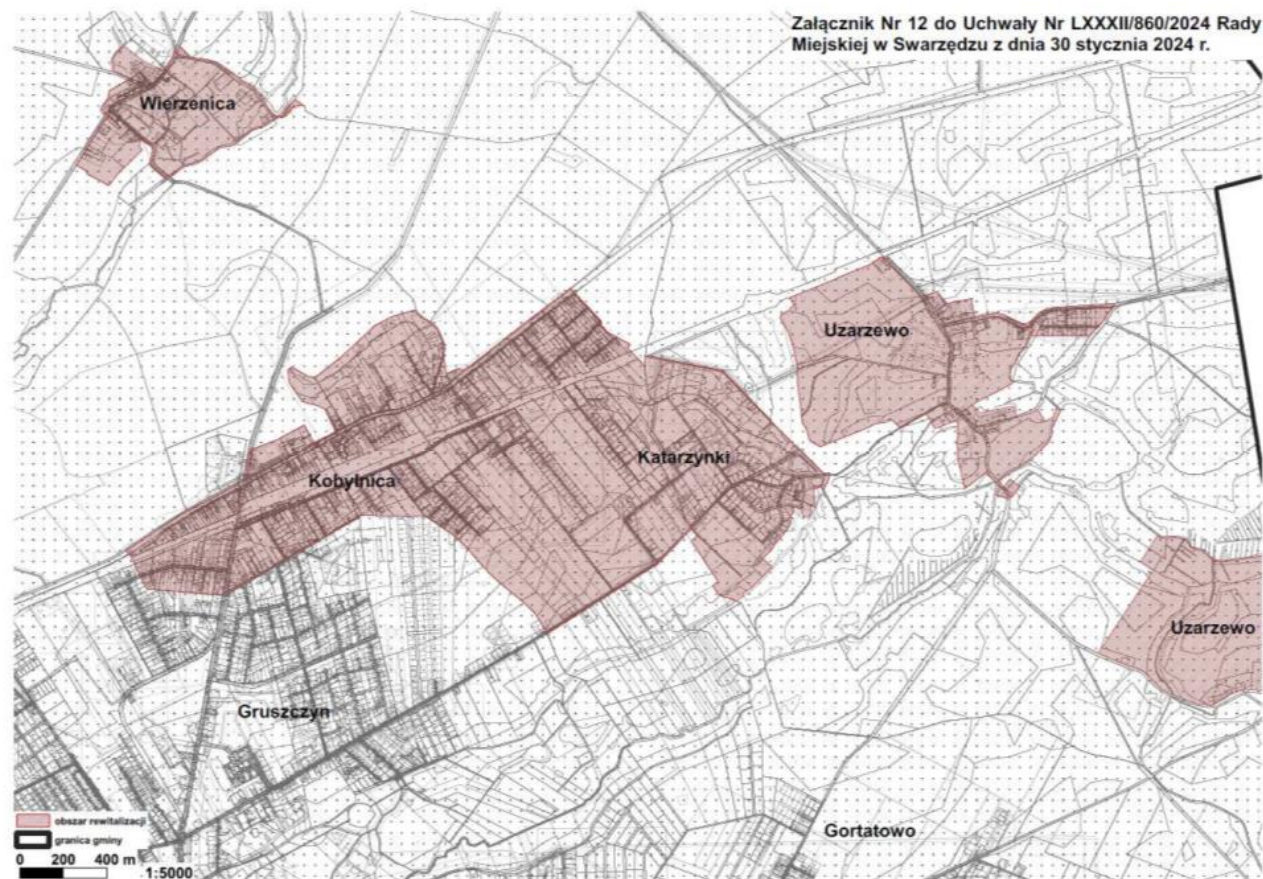 Załącznik Nr 12 do Uchwały Nr LXXXII/860/2024 Rady
Miejskiej w Swarzędzu z dnia 30 stycznia 2024 r.
Wierzenica
Uzarzewo
Katarzynki
Kobylnica
Uzarzewo
Gruszczyn
Gortatowo
obszar rewitalizacji
granica gminy
0 200 400 m
1:5000